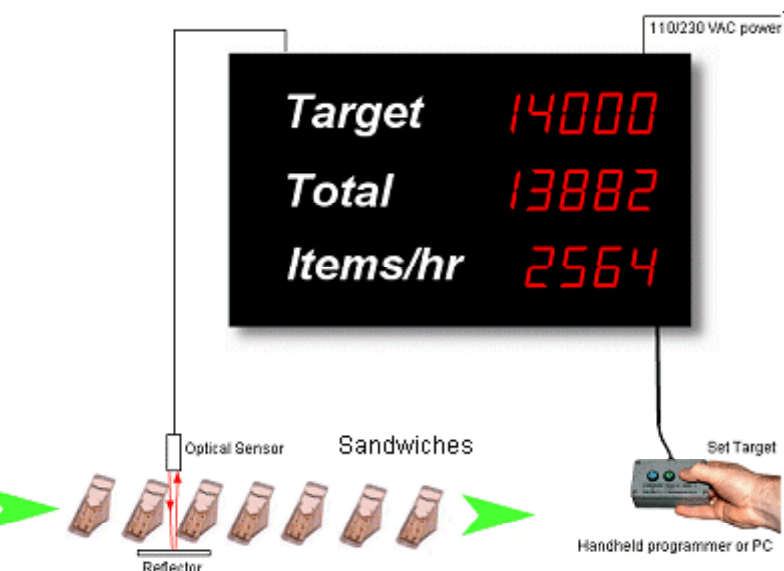 110/230 VAC power
Target 14000
Total 13882
Items/hr 2564
Optical Sensor
Sandwiches
Set Target
Handheld programmer or PC
Reflector